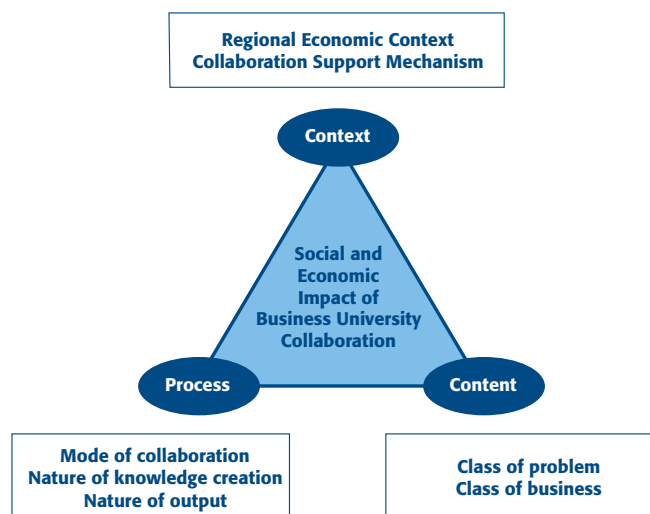 Regional Economic Context
Collaboration Support Mechanism
Context
Social and
Economic
Impact of
Business University
Collaboration
Process
Content
Mode of collaboration
Nature of knowledge creation
Nature of output
Class of problem
Class of business